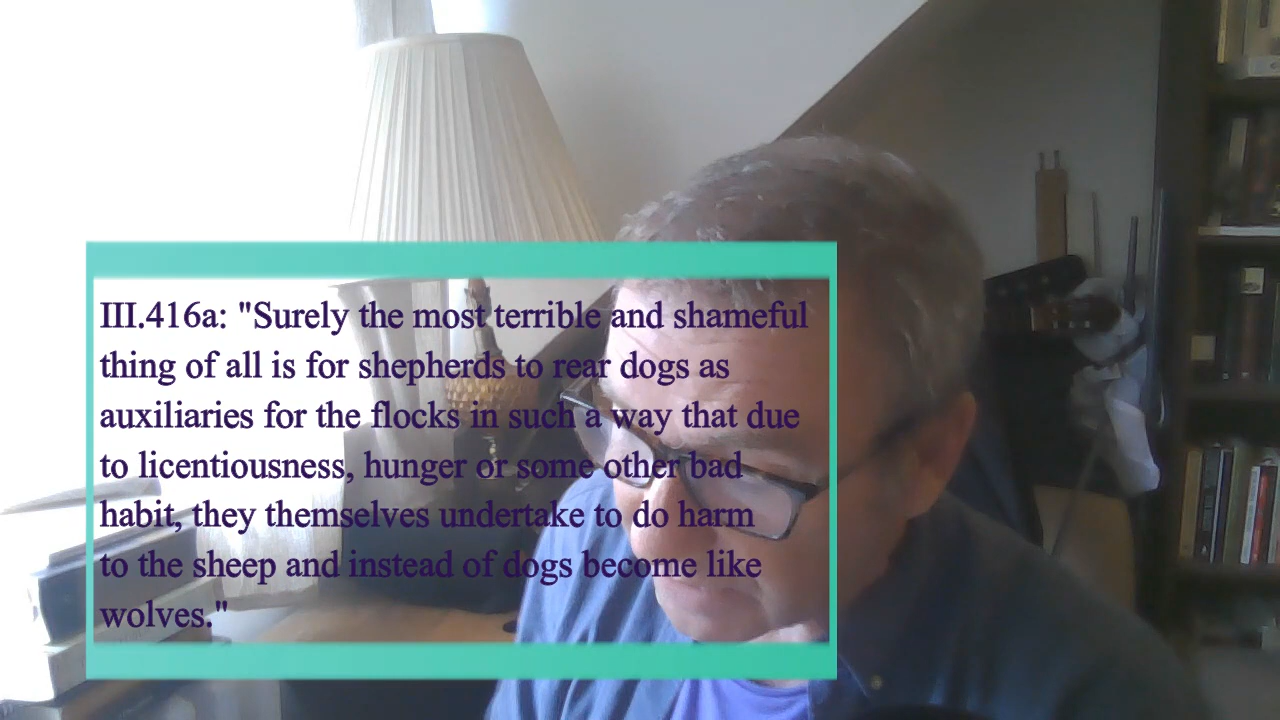 III.416a: "Surely the most terrible and shameful
thing of all is for shepherds to rear dogs as
auxiliaries for the flocks in such a way that due
to licentiousness, hunger or some other bad
habit, they themselves undertake to do harm
to the sheep and instead of dogs become like
wolves."